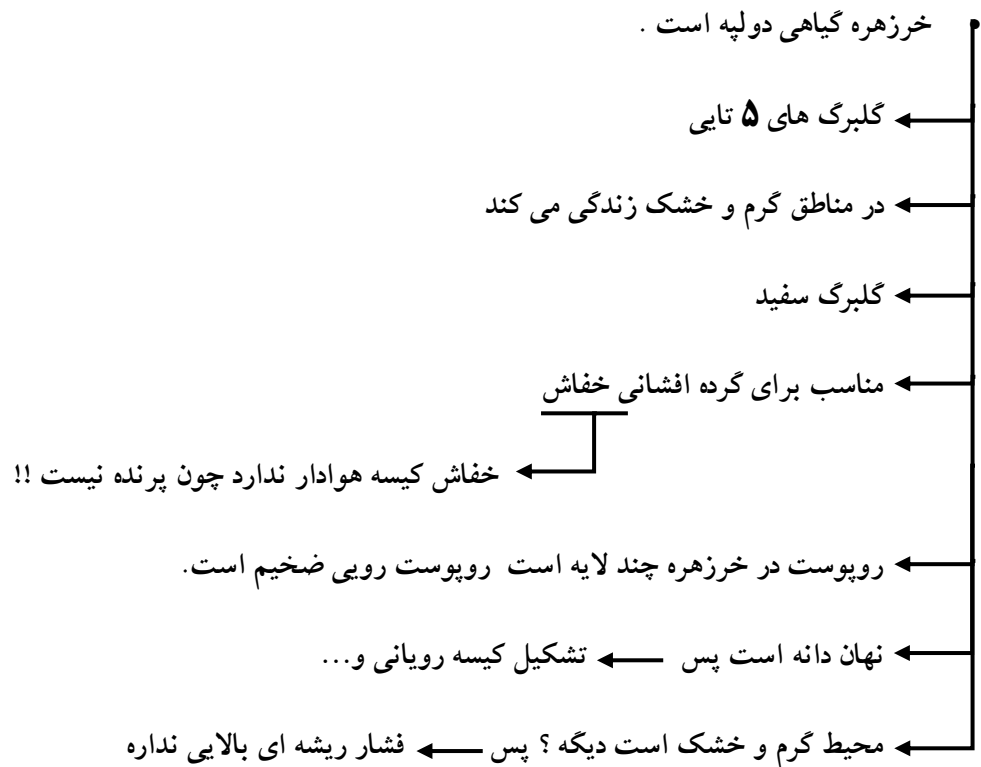 خرزهره گیاهی دولپه است .
گلبرگ های ۵ تایی
در مناطق گرم و خشک زندگی می کند
گلبرگ سفید
مناسب برای گرده افشانی خفاش
خفاش کیسه هوادار ندارد چون پرنده نیست !!
روپوست در خرزهره چند لایه است روپوست رویی ضخیم است.
نهان دانه است پس تشکیل کیسه رویانی و...
محیط گرم و خشک است دیگه ؟ پس فشار ریشه ای بالایی نداره